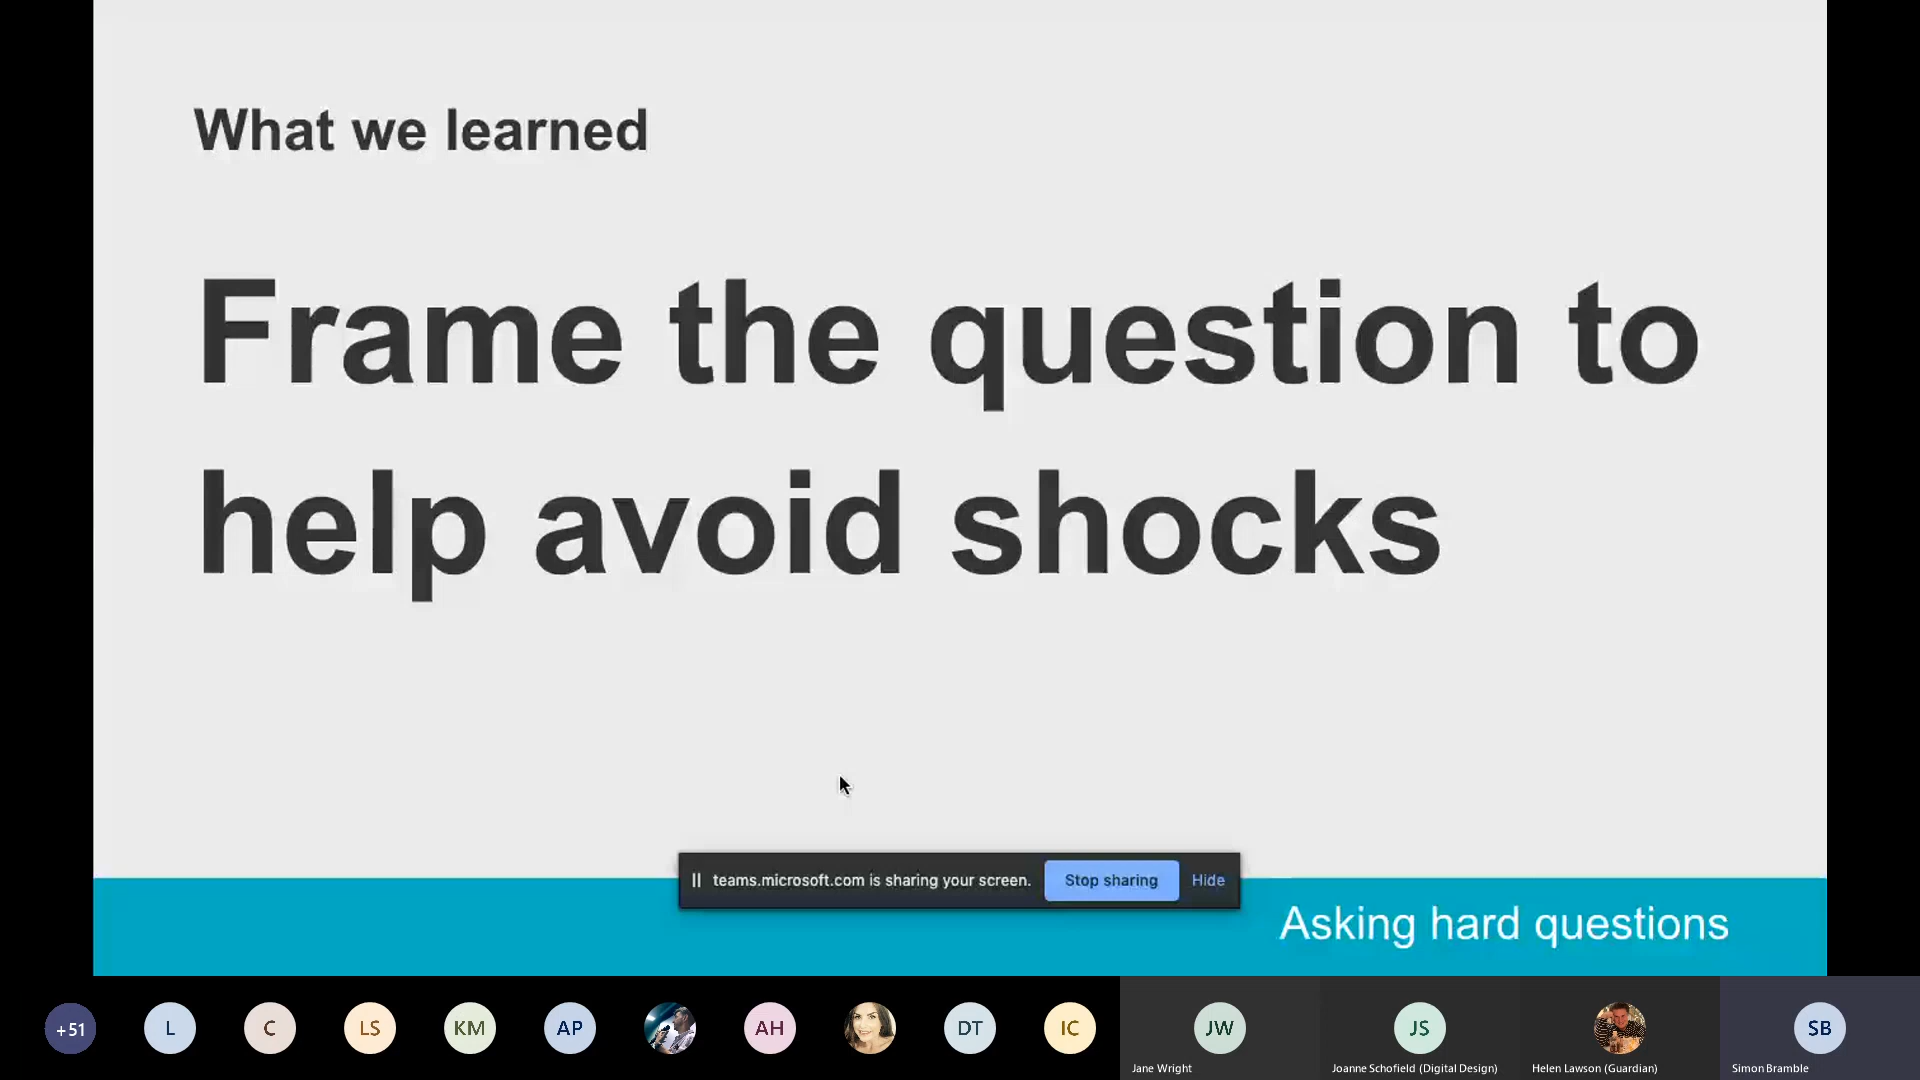 What we learned
Frame the question to
help avoid shocks
teams.microsoft.com is sharing your screen. Stop sharing Hide
Asking hard questions
+51 L C LS KM AP AH DT IC JW JS SB
Jane Wright Joanne Schofield (Digital Design) Helen Lawson (Guardian) Simon Bramble